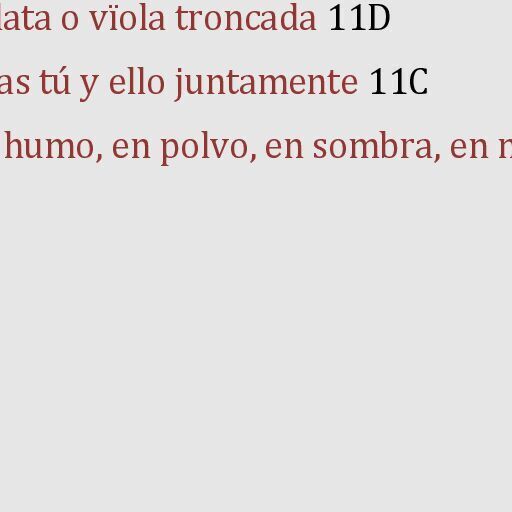 lata o vïola troncada 11D
as tú y ello juntamente 11C
humo, en polvo, en sombra, en